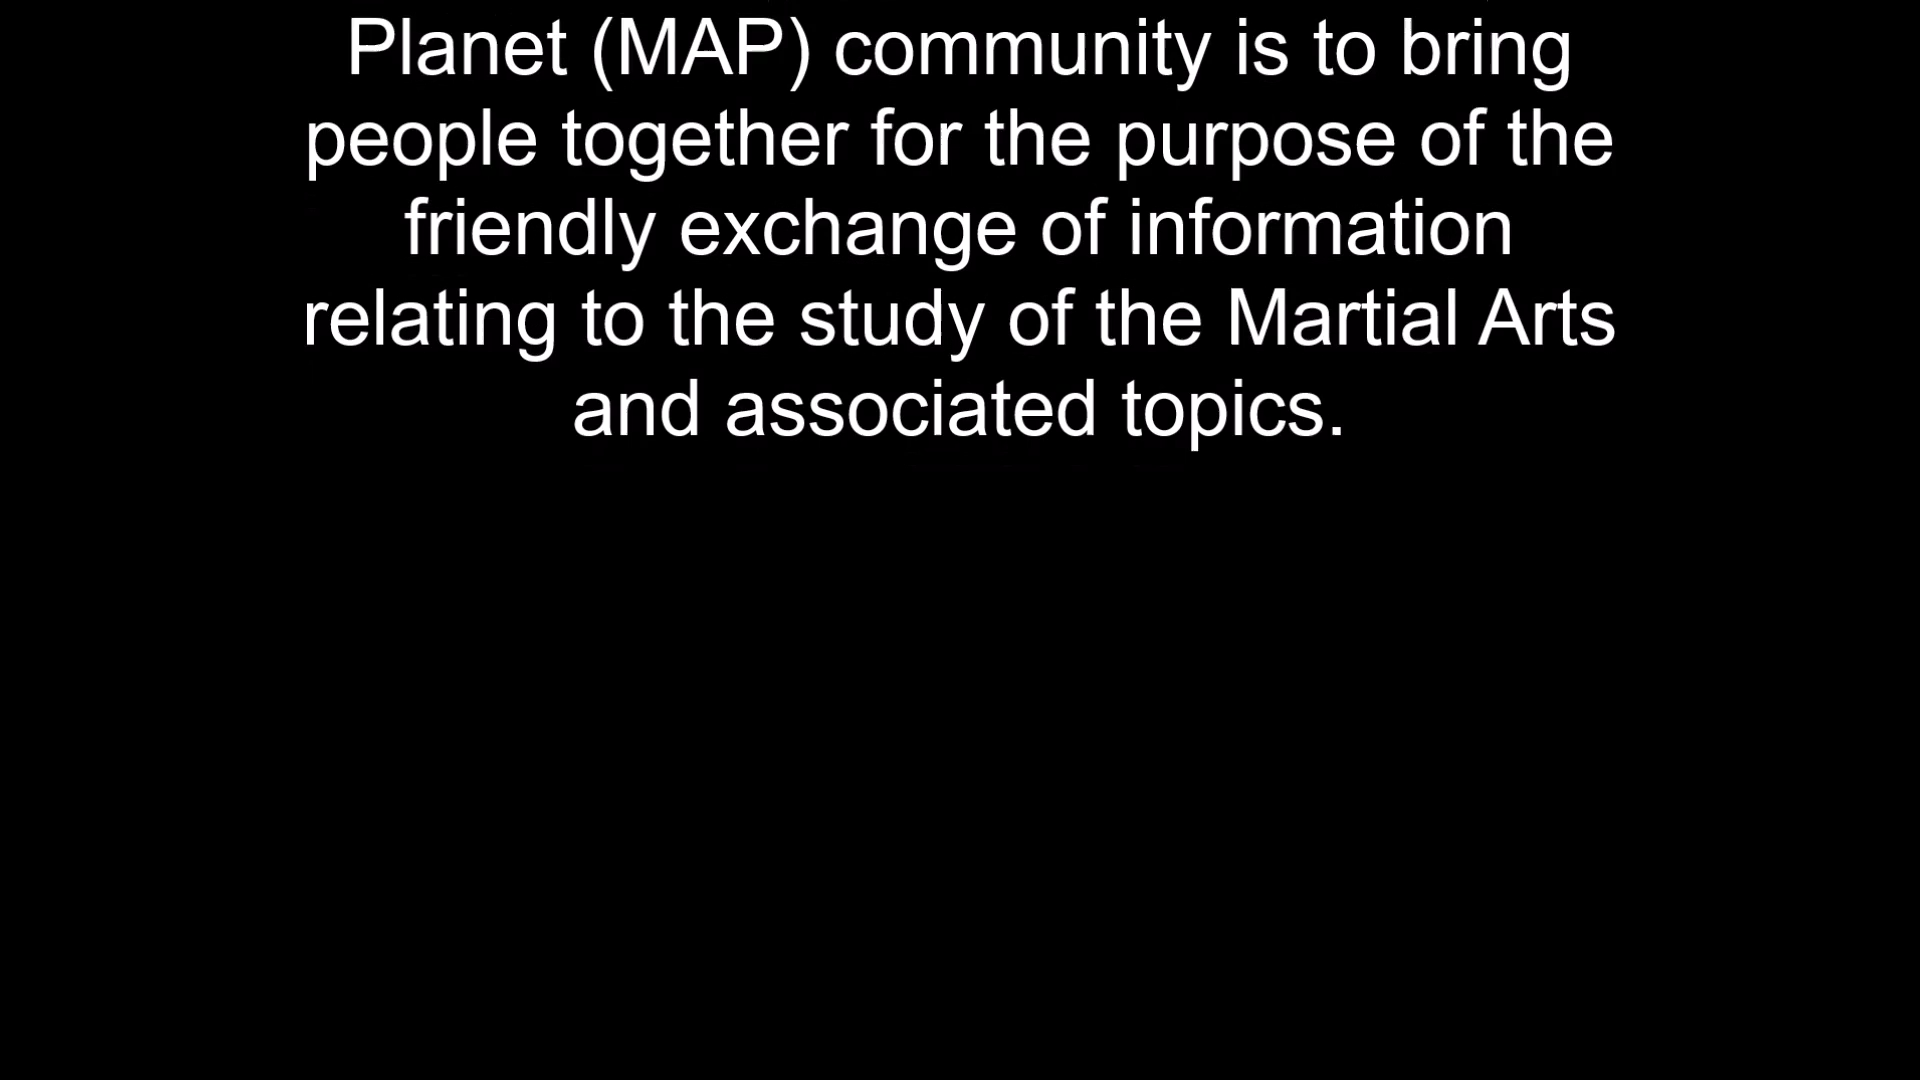 Planet (MAP) community is to bring
people together for the purpose of the
friendly exchange of information
relating to the study of the Martial Arts
and associated topics.